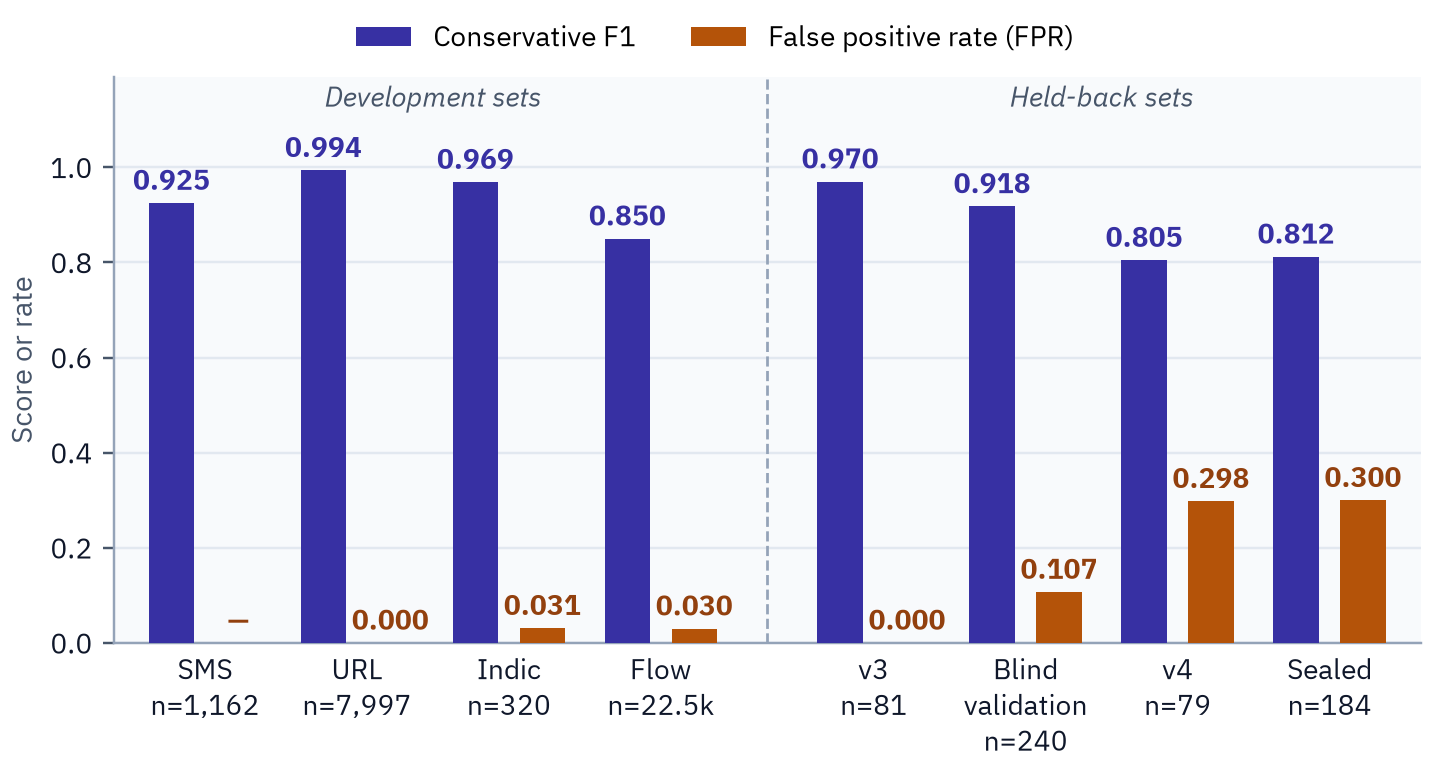 Conservative F1 False positive rate (FPR)
Development sets Held-back sets
Score or rate
1.0
0.8
0.6
0.4
0.2
0.0
0.925
–
0.994
0.000
0.969
0.031
0.850
0.030
0.970
0.000
0.918
0.107
0.805
0.298
0.812
0.300
SMS
n=1,162
URL
n=7,997
Indic
n=320
Flow
n=22.5k
v3
n=81
Blind
validation
n=240
v4
n=79
Sealed
n=184